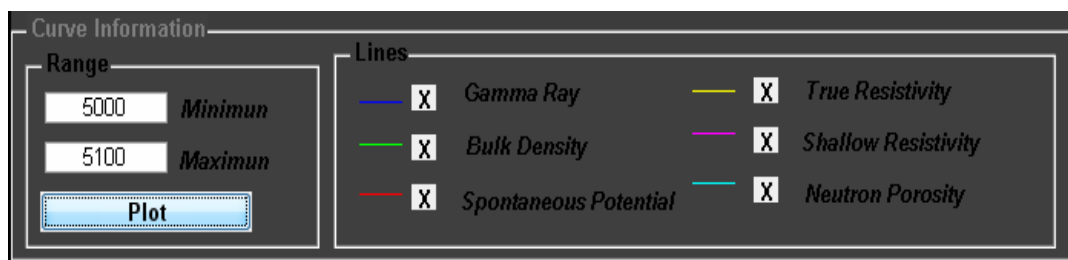 Curve Information
Range
5000 Minimun
5100 Maximun
Plot
Lines
X Gamma Ray
X Bulk Density
X Spontaneous Potential
X True Resistivity
X Shallow Resistivity
X Neutron Porosity